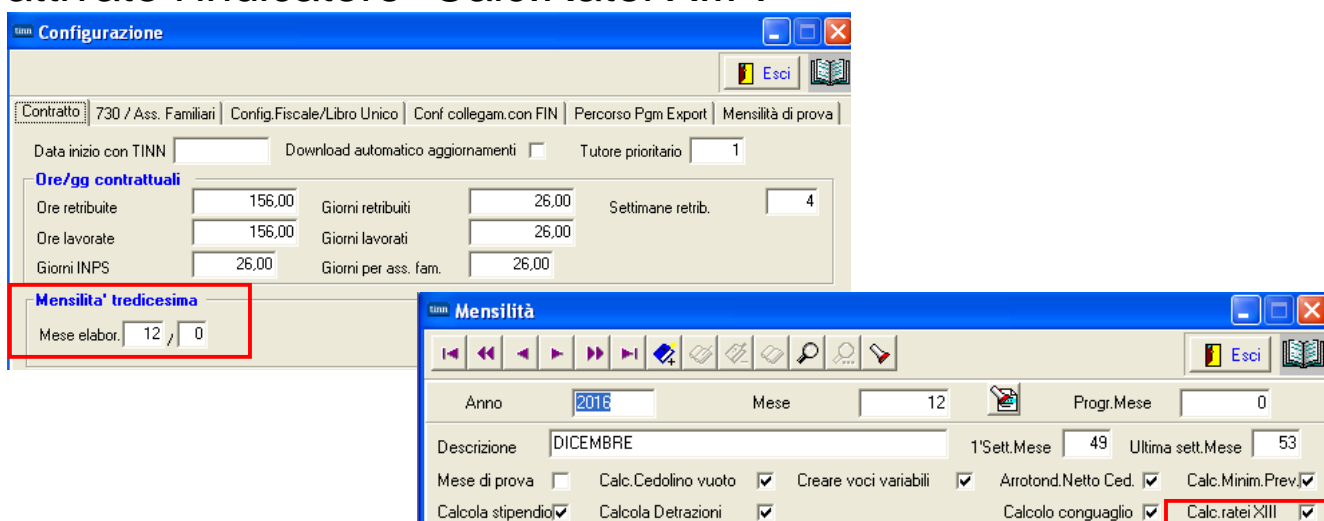 tinn Configurazione
Esci
Contratto 730 / Ass. Familiari Config.Fiscale/Libro Unico Conf collegam.con FIN Percorso Pgm Export Mensilità di prova
Data inizio con TINN Download automatico aggiornamenti Tutore prioritario 1
Ore/gg contrattuali
Ore retribuite 156,00 Giorni retribuiti 26,00 Settimane retrib. 4
Ore lavorate 156,00 Giorni lavorati 26,00
Giorni INPS 26,00 Giorni per ass. fam. 26,00
Mensilita' tredicesima
Mese elabor. 12 / 0
tinn Mensilità
Esci
Anno 2016 Mese 12 Progr.Mese 0
Descrizione DICEMBRE 1'Sett.Mese 49 Ultima sett.Mese 53
Mese di prova Calc.Cedolino vuoto Creare voci variabili Arrotond.Netto Ced. Calc.Minim.Prev.
Calcola stipendio Calcola Detrazioni Calcolo conguaglio Calc.ratei XIII